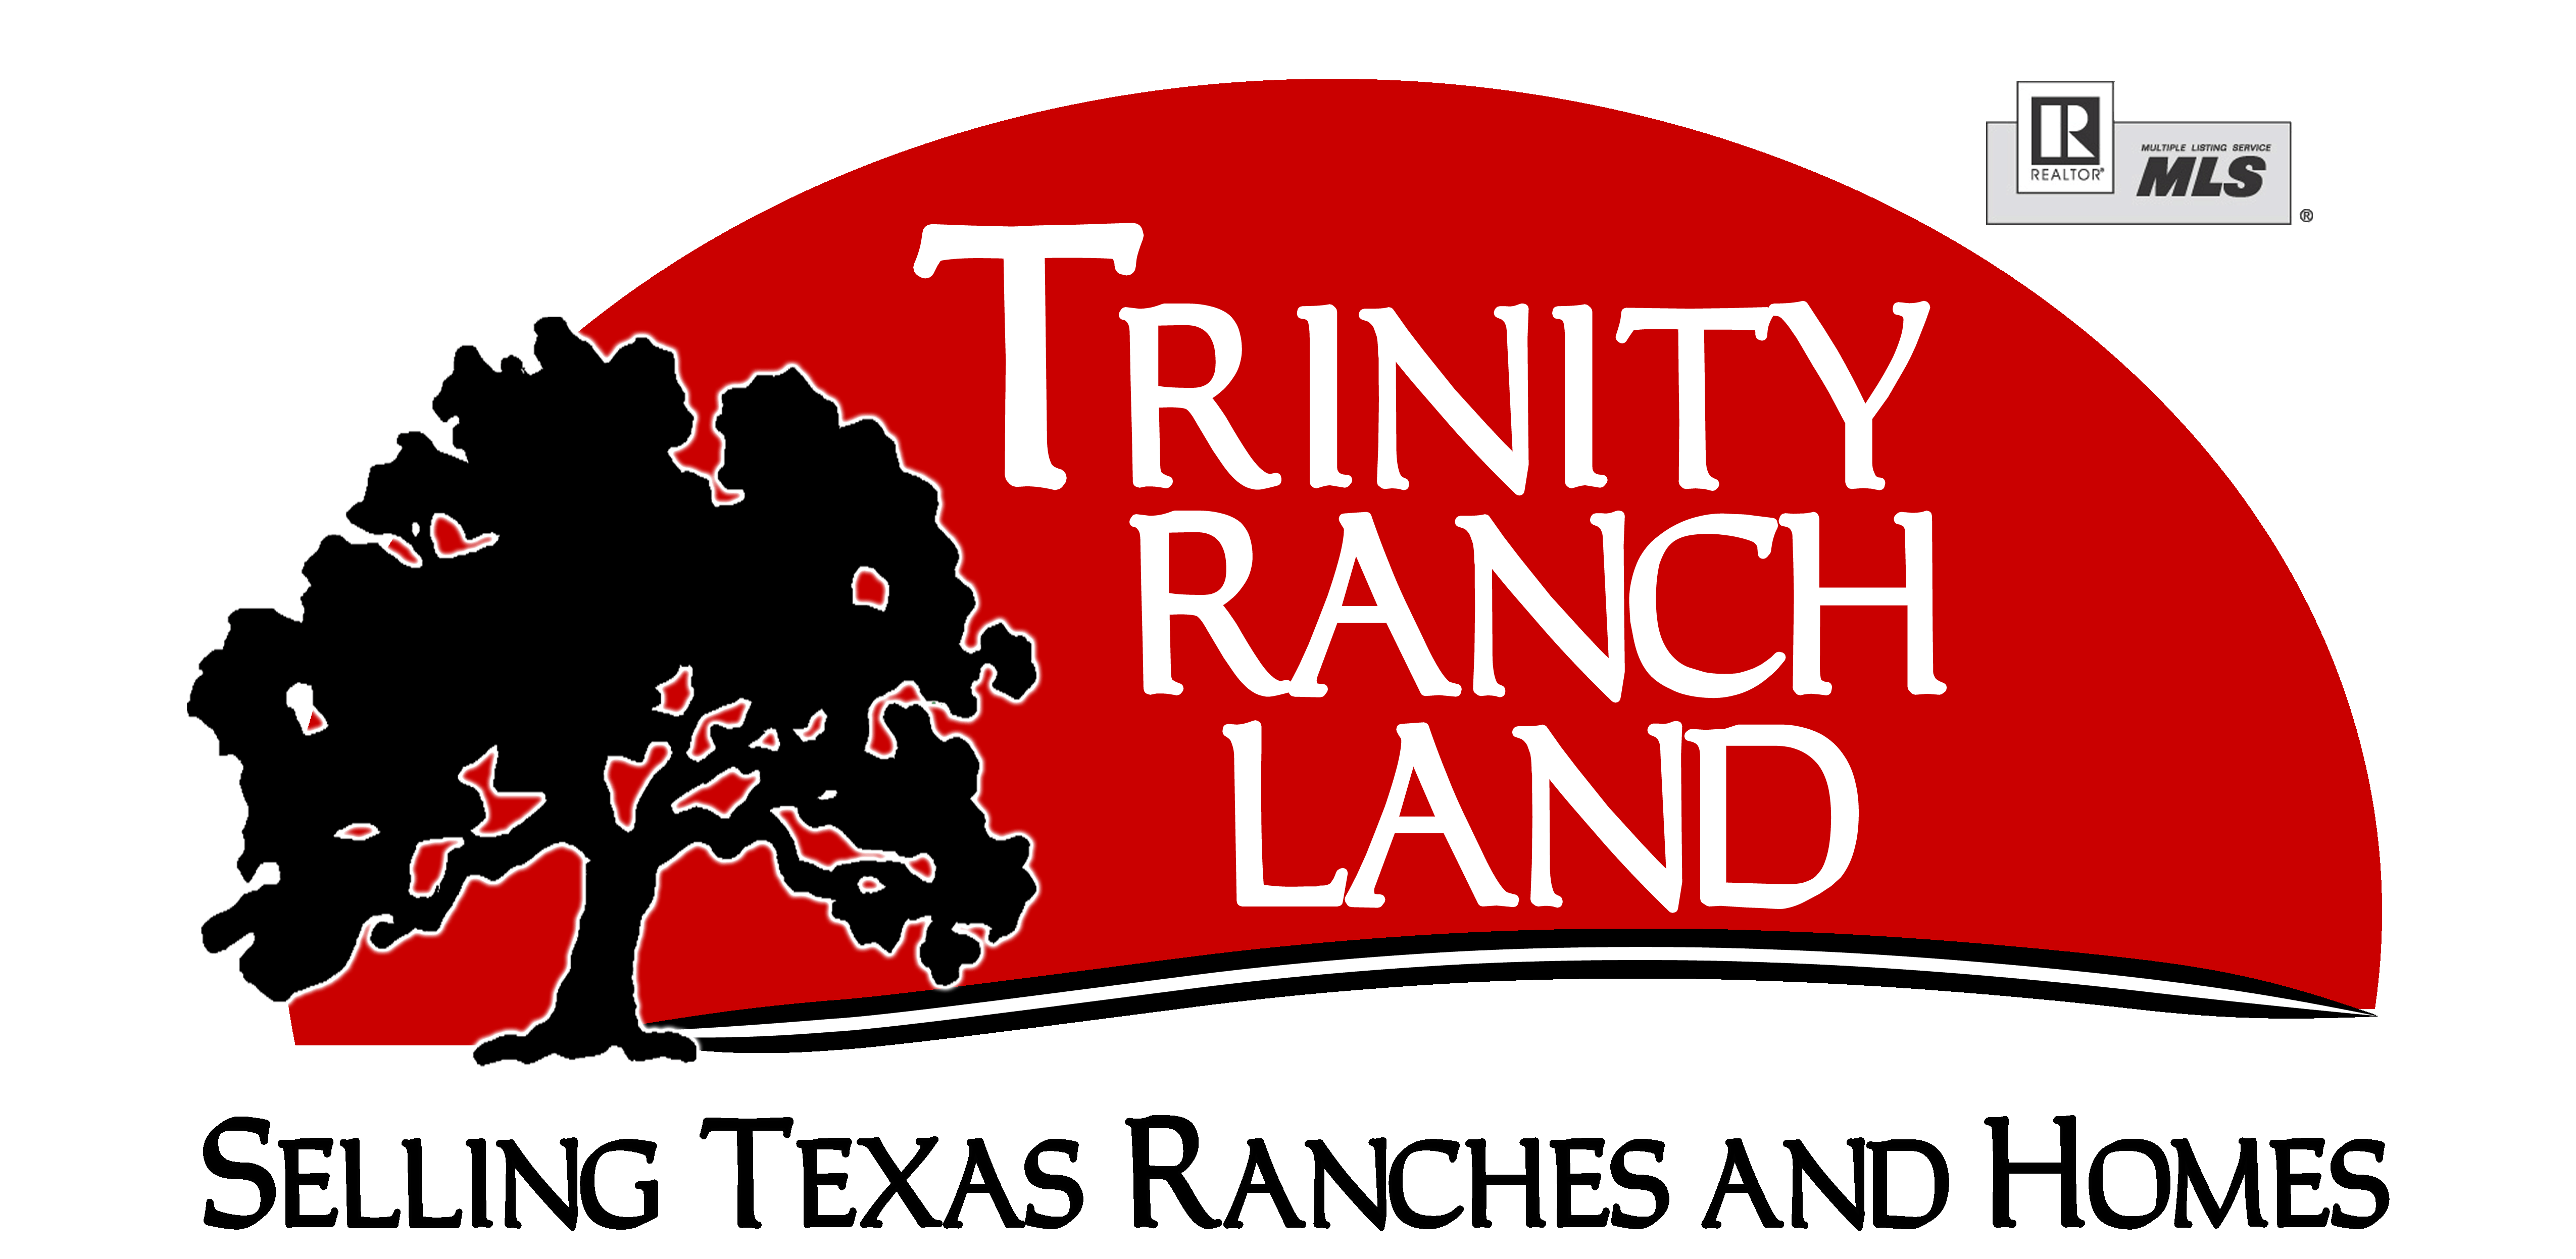 R
REALTOR®
MULTIPLE LISTING SERVICE
MLS
®
TRINITY
RANCH
LAND
SELLING TEXAS RANCHES AND HOMES